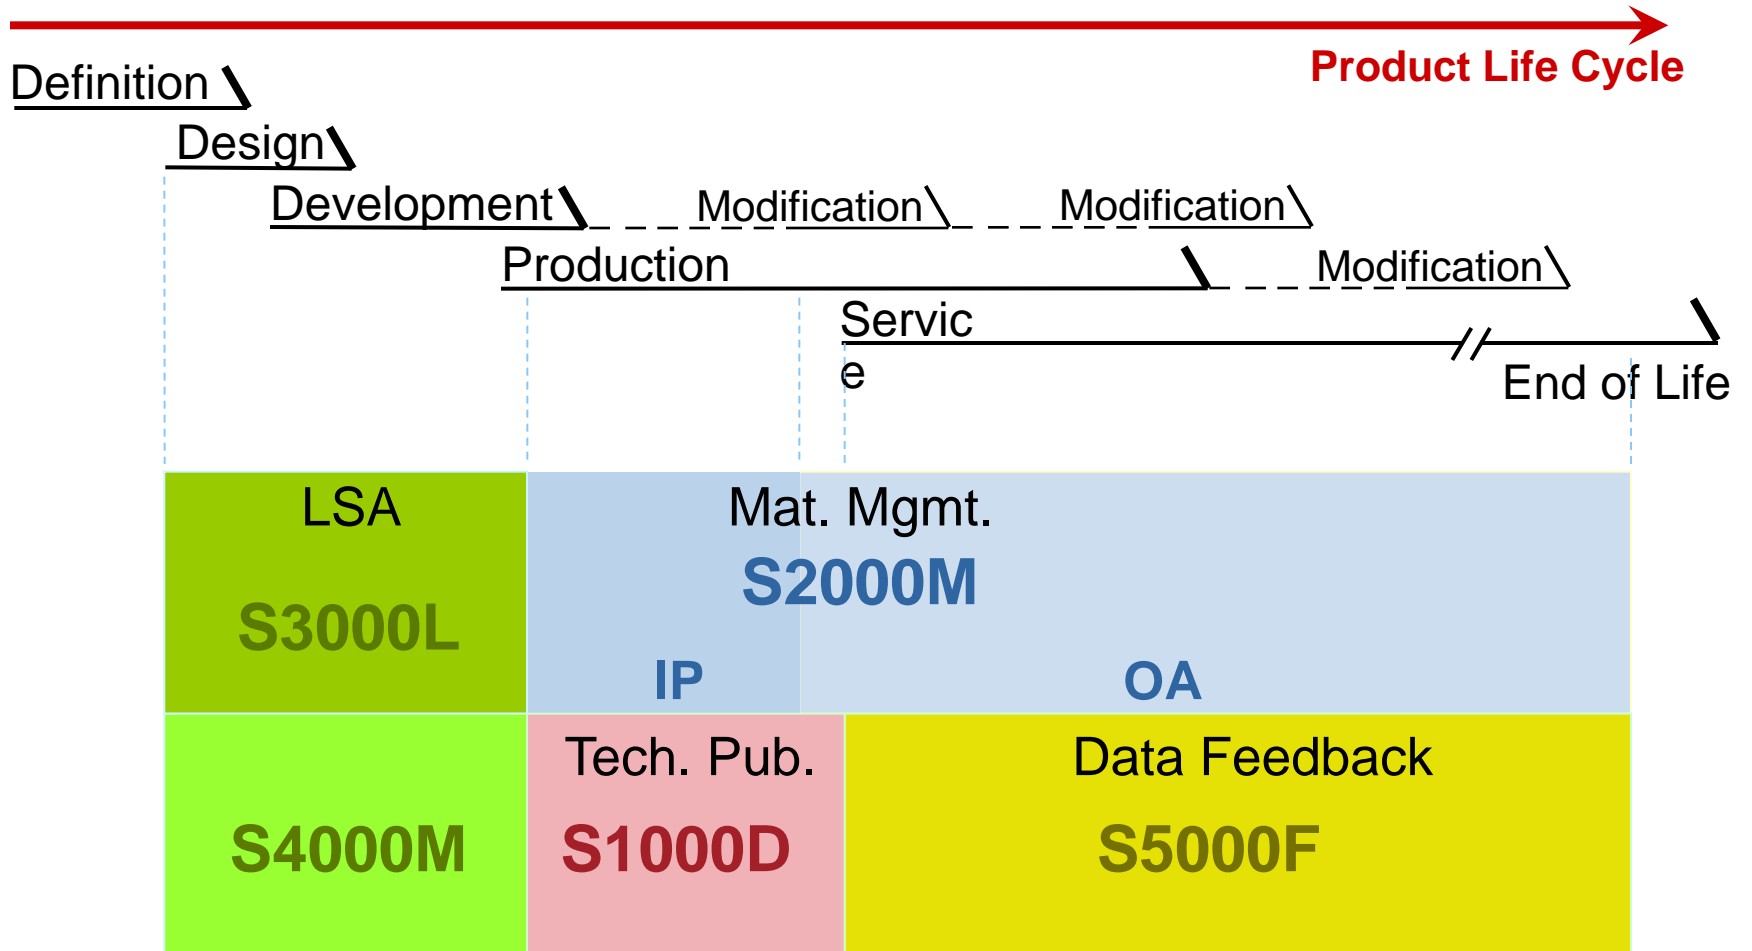 Product Life Cycle
Definition
Design
Development
Modification
Modification
Production
Modification
Servic
e
End of Life
LSA
Mat. Mgmt.
S2000M
S3000L
IP
OA
Tech. Pub.
Data Feedback
S4000M
S1000D
S5000F